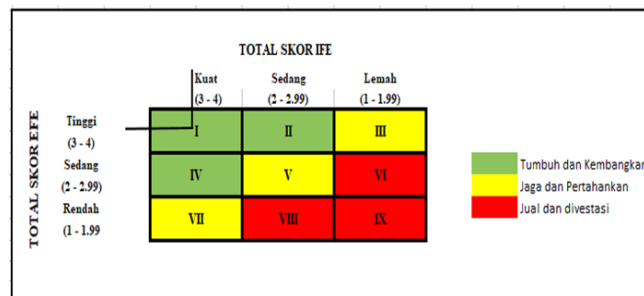 TOTAL SKOR IFE
Kuat Sedang Lemah
(3 - 4) (2 - 2.99) (1 - 1.99)
TOTAL SKOR EFE
Tinggi
(3 - 4)
I II III
Sedang
(2 - 2.99)
IV V VI
Rendah
(1 - 1.99
VII VIII IX
Tumbuh dan Kembangkan
Jaga dan Pertahankan
Jual dan divestasi